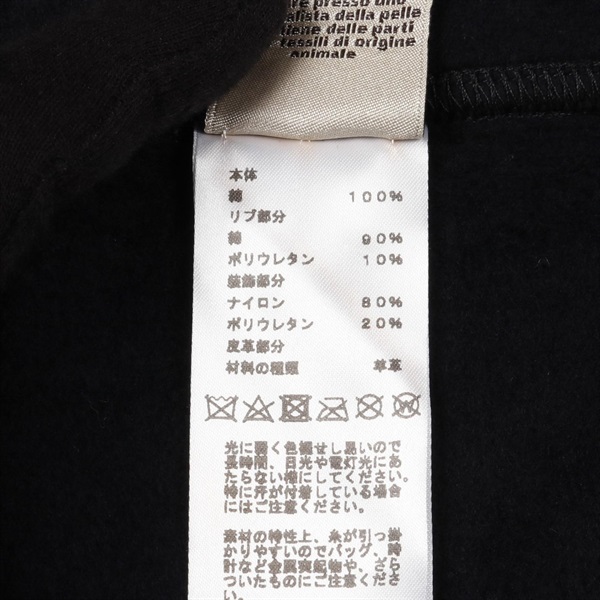 re presso uno
alista della pelle
iene delle parti
tessili di origine
animale
本体
綿 100%
リブ部分
綿 90%
ポリウレタン 10%
装飾部分
ナイロン 80%
ポリウレタン 20%
皮革部分
材料の種類 羊革
光に弱く色褪せし易いので
長時間、日光や電灯光にあ
たらない様にしてください。
特に汗が付着している場合
にはご注意ください。
素材の特性上、糸が引っ掛
かりやすいのでバッグ、時
計など金属装飾物や、ざら
ついたものにご注意くださ
い。